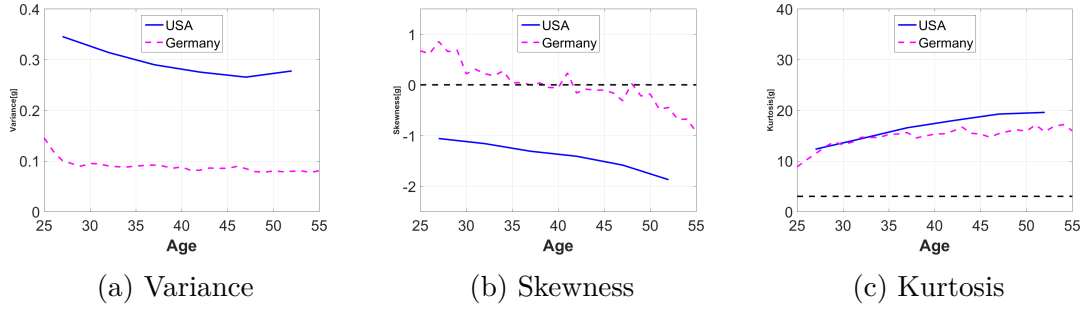 0.4
0.3
0.2
0.1
0
Variance[g]
USA
Germany
25 30 35 40 45 50 55
Age
(a) Variance
1
0
-1
-2
Skewness[g]
USA
Germany
25 30 35 40 45 50 55
Age
(b) Skewness
40
30
20
10
0
Kurtosis[g]
USA
Germany
25 30 35 40 45 50 55
Age
(c) Kurtosis